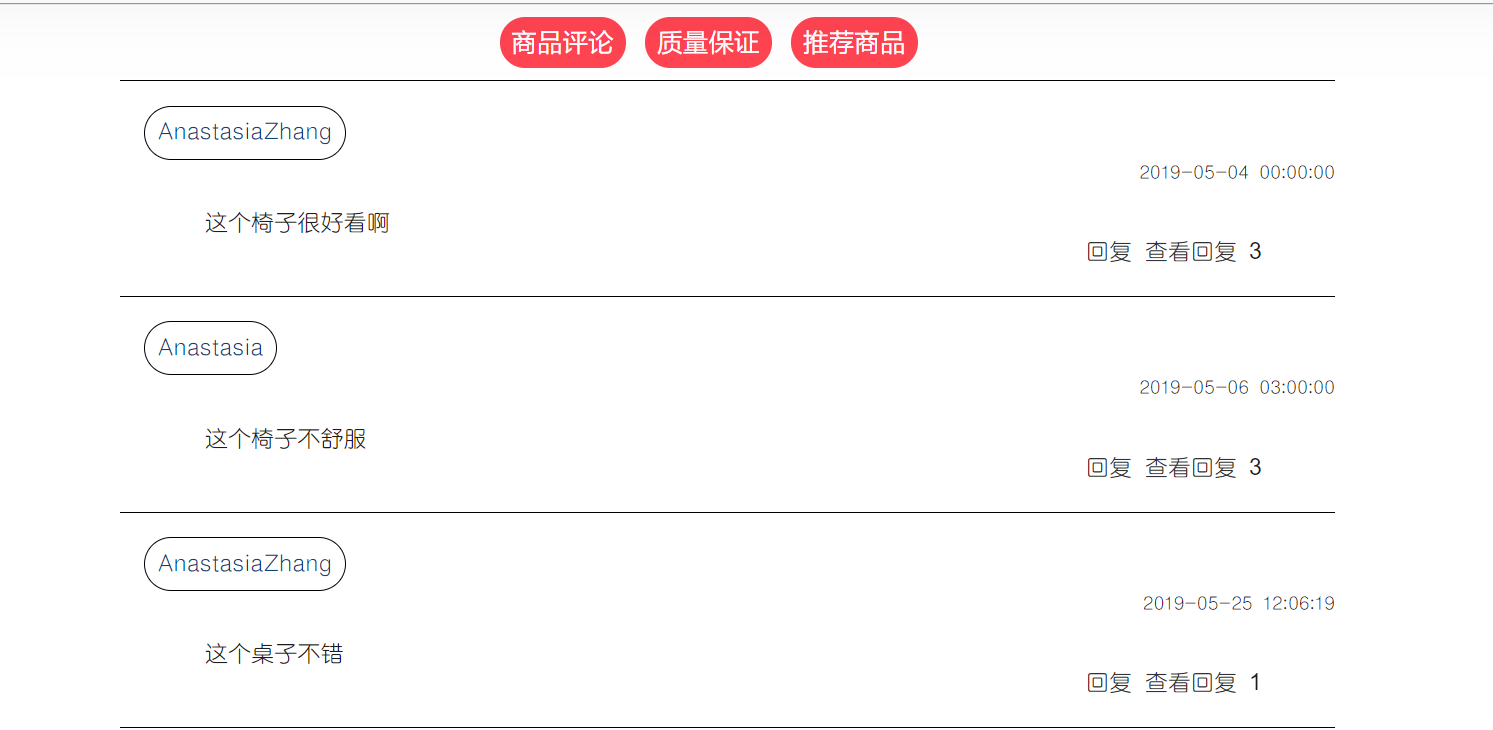 商品评论 质量保证 推荐商品
AnastasiaZhang
2019-05-04 00:00:00
这个椅子很好看啊
回复 查看回复 3
Anastasia
2019-05-06 03:00:00
这个椅子不舒服
回复 查看回复 3
AnastasiaZhang
2019-05-25 12:06:19
这个桌子不错
回复 查看回复 1